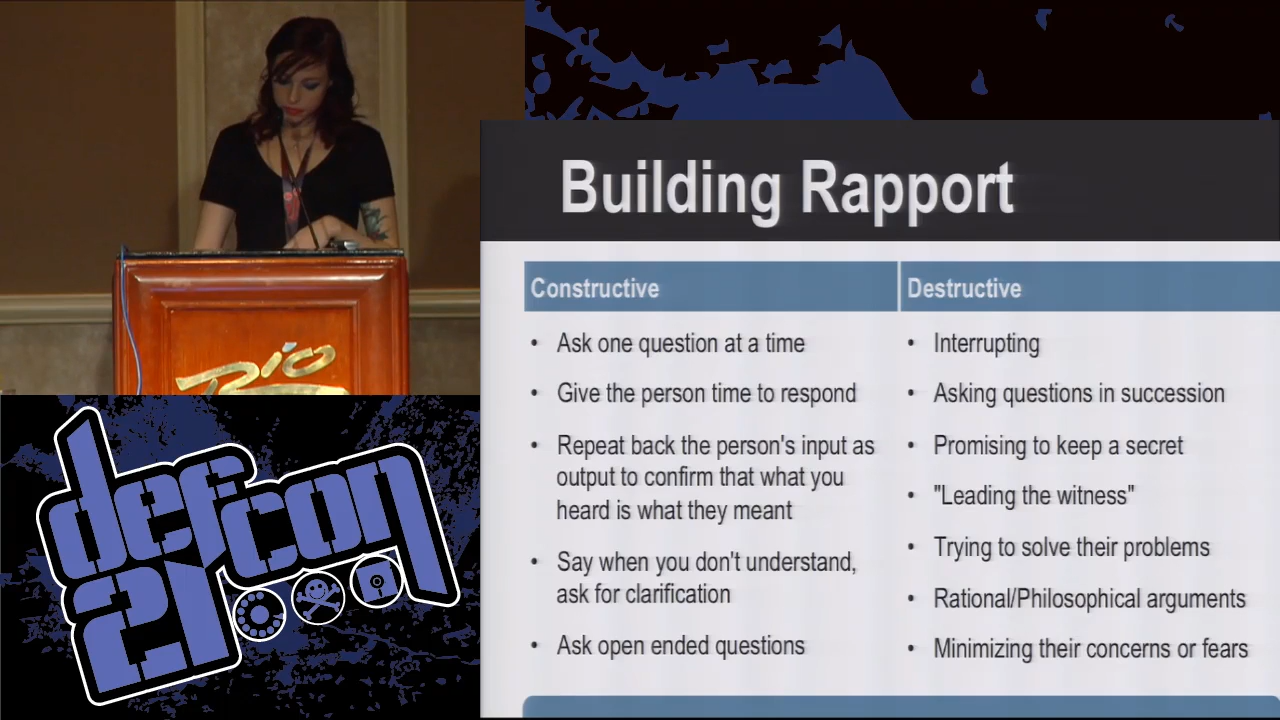 Building Rapport
Constructive
Destructive
• Ask one question at a time
• Give the person time to respond
• Repeat back the person's input as
output to confirm that what you
heard is what they meant
• Say when you don't understand,
ask for clarification
• Ask open ended questions
• Interrupting
• Asking questions in succession
• Promising to keep a secret
• "Leading the witness"
• Trying to solve their problems
• Rational/Philosophical arguments
• Minimizing their concerns or fears
Rio
defcon
21